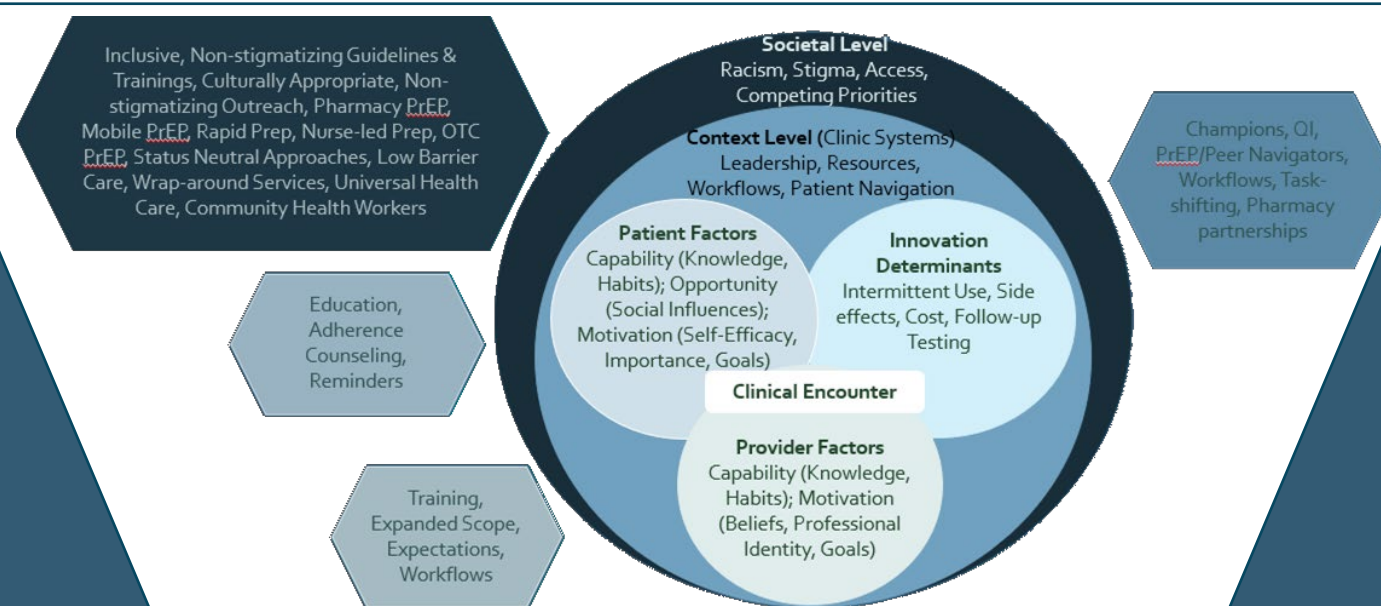 Inclusive, Non-stigmatizing Guidelines &
Trainings, Culturally Appropriate, Non-
stigmatizing Outreach, Pharmacy PrEP,
Mobile PrEP, Rapid Prep, Nurse-led Prep, OTC
PrEP, Status Neutral Approaches, Low Barrier
Care, Wrap-around Services, Universal Health
Care, Community Health Workers
Societal Level
Racism, Stigma, Access,
Competing Priorities
Context Level (Clinic Systems)
Leadership, Resources,
Workflows, Patient Navigation
Champions, QI,
PrEP/Peer Navigators,
Workflows, Task-
shifting, Pharmacy
partnerships
Patient Factors
Capability (Knowledge,
Habits); Opportunity
(Social Influences);
Motivation (Self-Efficacy,
Importance, Goals)
Innovation
Determinants
Intermittent Use, Side
effects, Cost, Follow-up
Testing
Education,
Adherence
Counseling,
Reminders
Clinical Encounter
Provider Factors
Capability (Knowledge,
Habits); Motivation
(Beliefs, Professional
Identity, Goals)
Training,
Expanded Scope,
Expectations,
Workflows